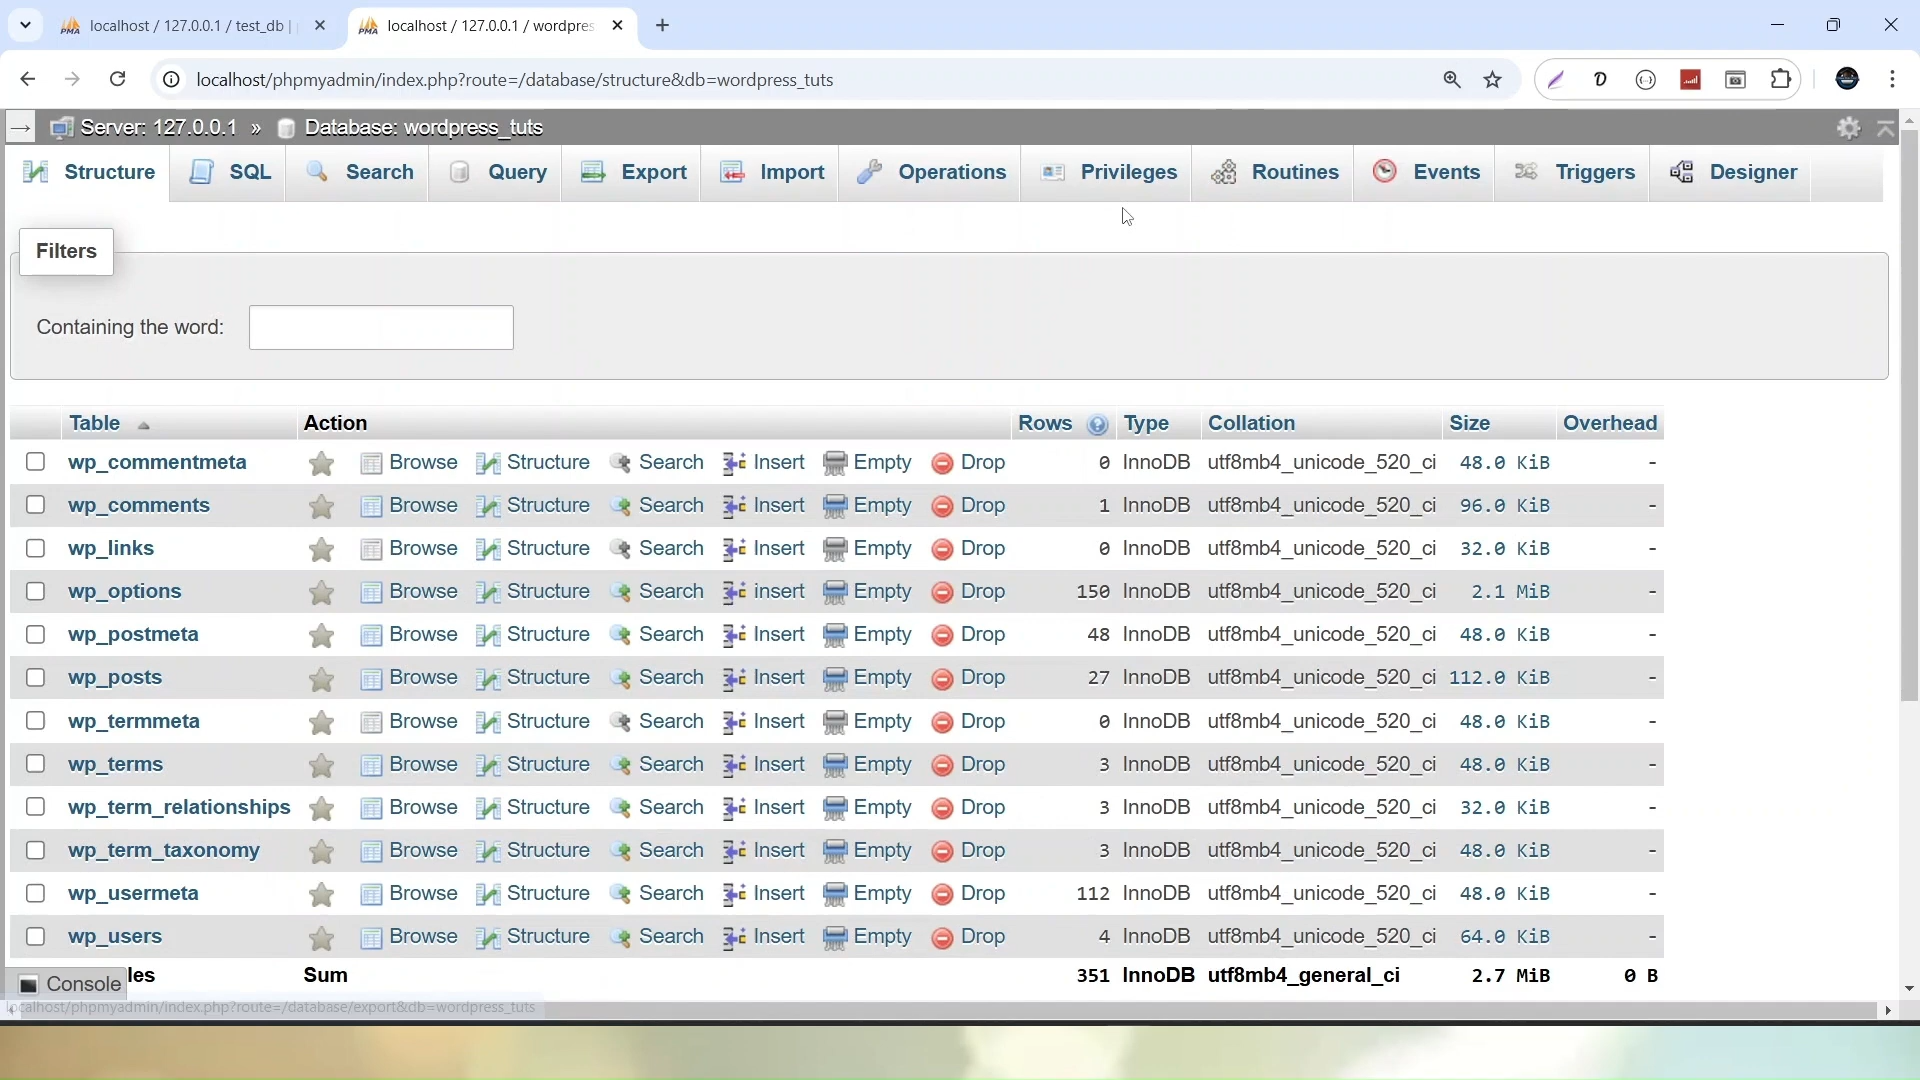 localhost / 127.0.0.1 / test_db |
localhost / 127.0.0.1 / wordpres
localhost/phpmyadmin/index.php?route=/database/structure&db=wordpress_tuts
Server: 127.0.0.1 » Database: wordpress_tuts
Structure SQL Search Query Export Import Operations Privileges Routines Events Triggers Designer
Filters
Containing the word:
Table Action Rows Type Collation Size Overhead
wp_commentmeta Browse Structure Search Insert Empty Drop 0 InnoDB utf8mb4_unicode_520_ci 48.0 KiB -
wp_comments Browse Structure Search Insert Empty Drop 1 InnoDB utf8mb4_unicode_520_ci 96.0 KiB -
wp_links Browse Structure Search Insert Empty Drop 0 InnoDB utf8mb4_unicode_520_ci 32.0 KiB -
wp_options Browse Structure Search insert Empty Drop 150 InnoDB utf8mb4_unicode_520_ci 2.1 MiB -
wp_postmeta Browse Structure Search Insert Empty Drop 48 InnoDB utf8mb4_unicode_520_ci 48.0 KiB -
wp_posts Browse Structure Search Insert Empty Drop 27 InnoDB utf8mb4_unicode_520_ci 112.0 KiB -
wp_termmeta Browse Structure Search Insert Empty Drop 0 InnoDB utf8mb4_unicode_520_ci 48.0 KiB -
wp_terms Browse Structure Search Insert Empty Drop 3 InnoDB utf8mb4_unicode_520_ci 48.0 KiB -
wp_term_relationships Browse Structure Search Insert Empty Drop 3 InnoDB utf8mb4_unicode_520_ci 32.0 KiB -
wp_term_taxonomy Browse Structure Search Insert Empty Drop 3 InnoDB utf8mb4_unicode_520_ci 48.0 KiB -
wp_usermeta Browse Structure Search Insert Empty Drop 112 InnoDB utf8mb4_unicode_520_ci 48.0 KiB -
wp_users Browse Structure Search Insert Empty Drop 4 InnoDB utf8mb4_unicode_520_ci 64.0 KiB -
les Sum 351 InnoDB utf8mb4_general_ci 2.7 MiB 0 B
Console
localhost/phpmyadmin/index.php?route=/database/export&db=wordpress_tuts